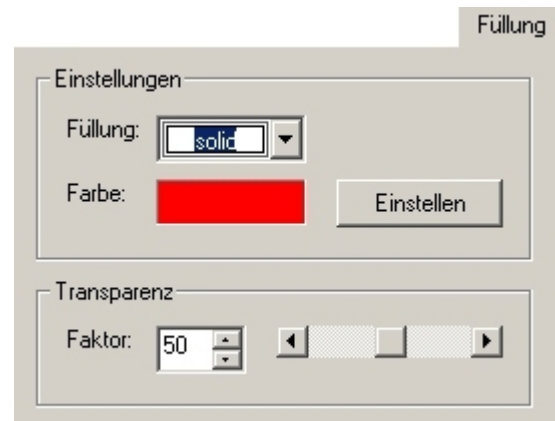 Füllung
Einstellungen
Füllung: solid
Farbe: Einstellen
Transparenz
Faktor: 50